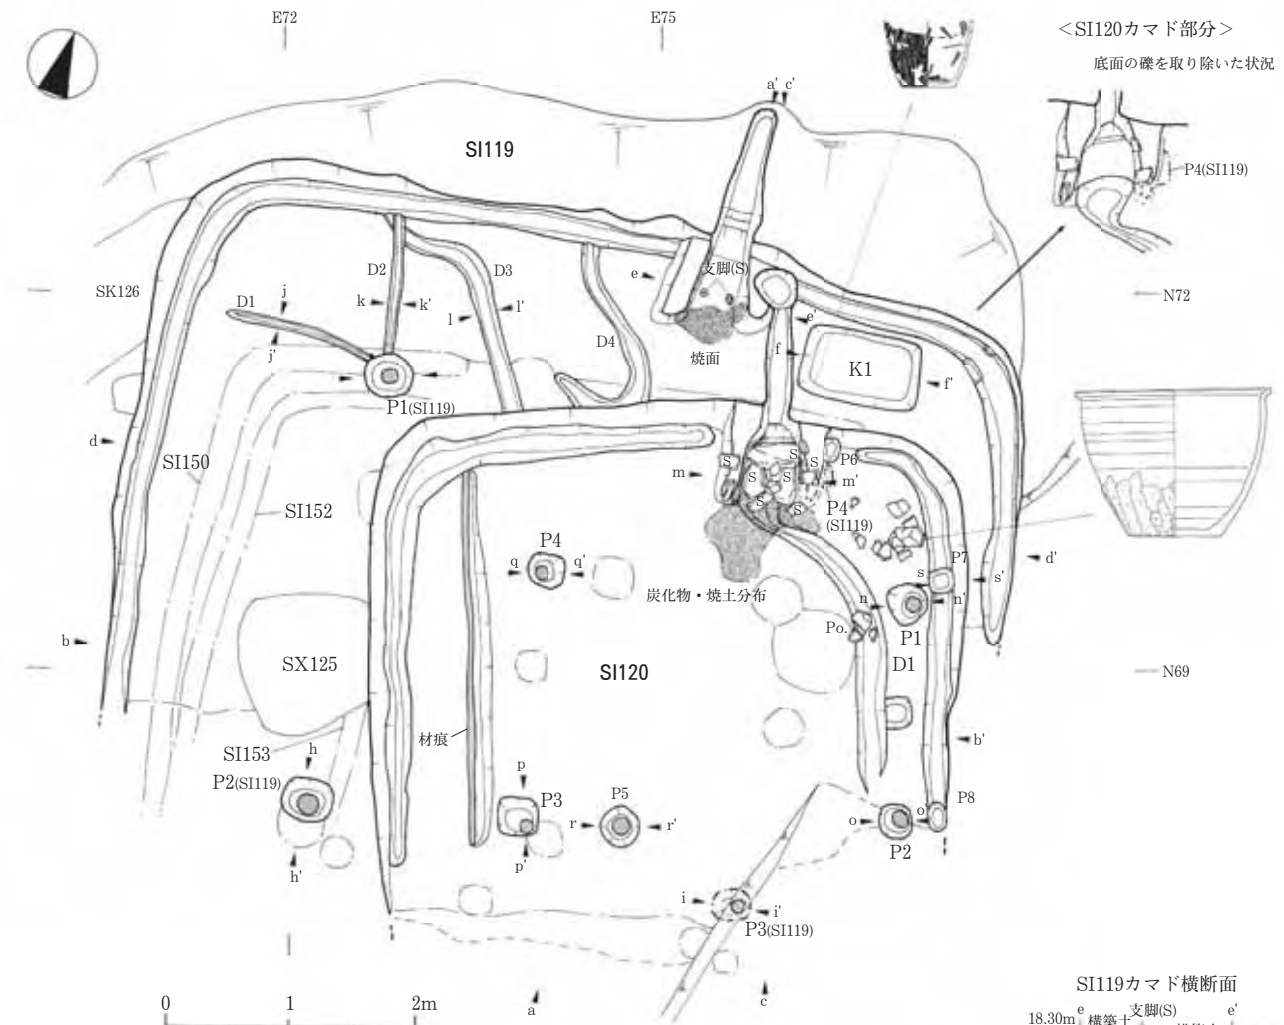 E72
E75
<SI120カマド部分>
底面の礫を取り除いた状況
a' c'
SI119
P4(SI119)
D2
D3
e
支脚(S)
SK126
D1
j
k
k'
l
l'
e'
N72
j'
D4
焼面
f
K1
f'
P1(SI119)
d
SI150
m
S
S
S
S
S
S
S
P6
m'
P4
(SI119)
SI152
P4
q
q'
P7
d'
s
s'
炭化物・焼土分布
n
n'
Po.
P1
b
SX125
SI120
D1
N69
材痕
b'
SI153
h
P2(SI119)
p
P3
P5
P8
r
r'
o
o'
P2
p'
h'
i
i'
P3(SI119)
SI119カマド横断面
0
1
2m
a
c
18.30m
e
構築土
支脚(S)
e'